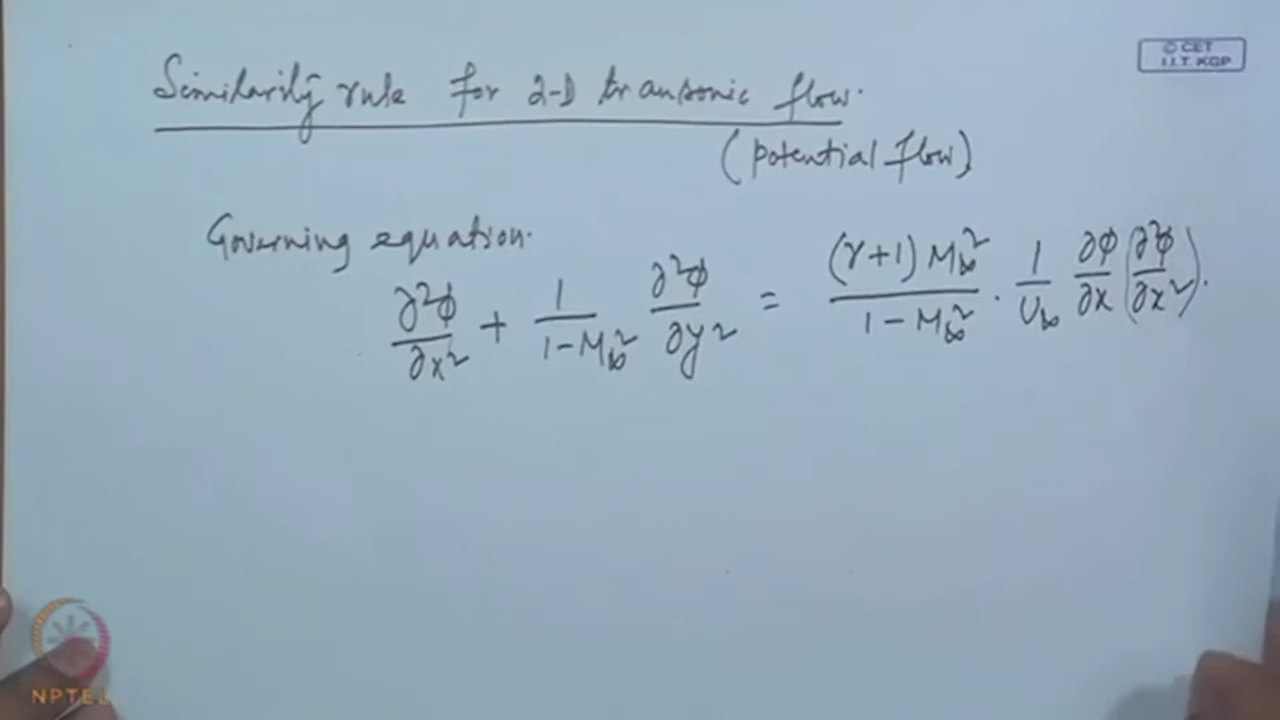 © CET
I.I.T. KGP
Similarity rule for 2-D transonic flow.
(potential flow)
Governing equation.
∂²φ/∂x² + 1/(1-M∞²) ∂²φ/∂y² = (γ+1)M∞²/(1-M∞²) · 1/U∞ ∂φ/∂x (∂²φ/∂x²).
NPTEL